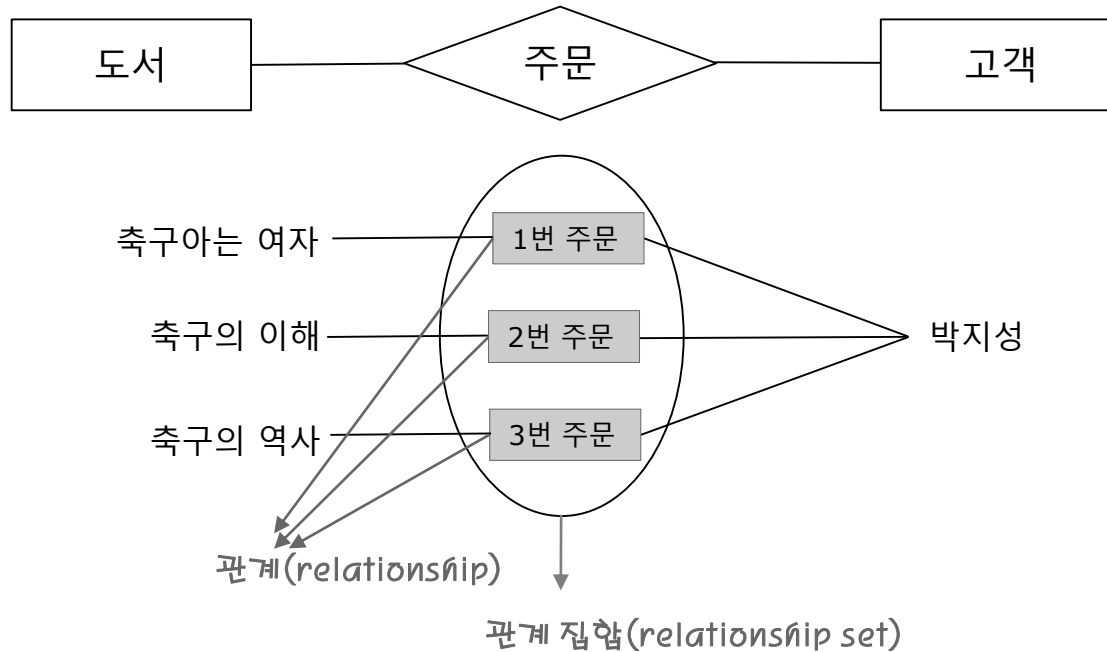 도서 주문 고객
축구아는 여자 1번 주문
축구의 이해 2번 주문 박지성
축구의 역사 3번 주문
관계(relationship)
관계 집합(relationship set)